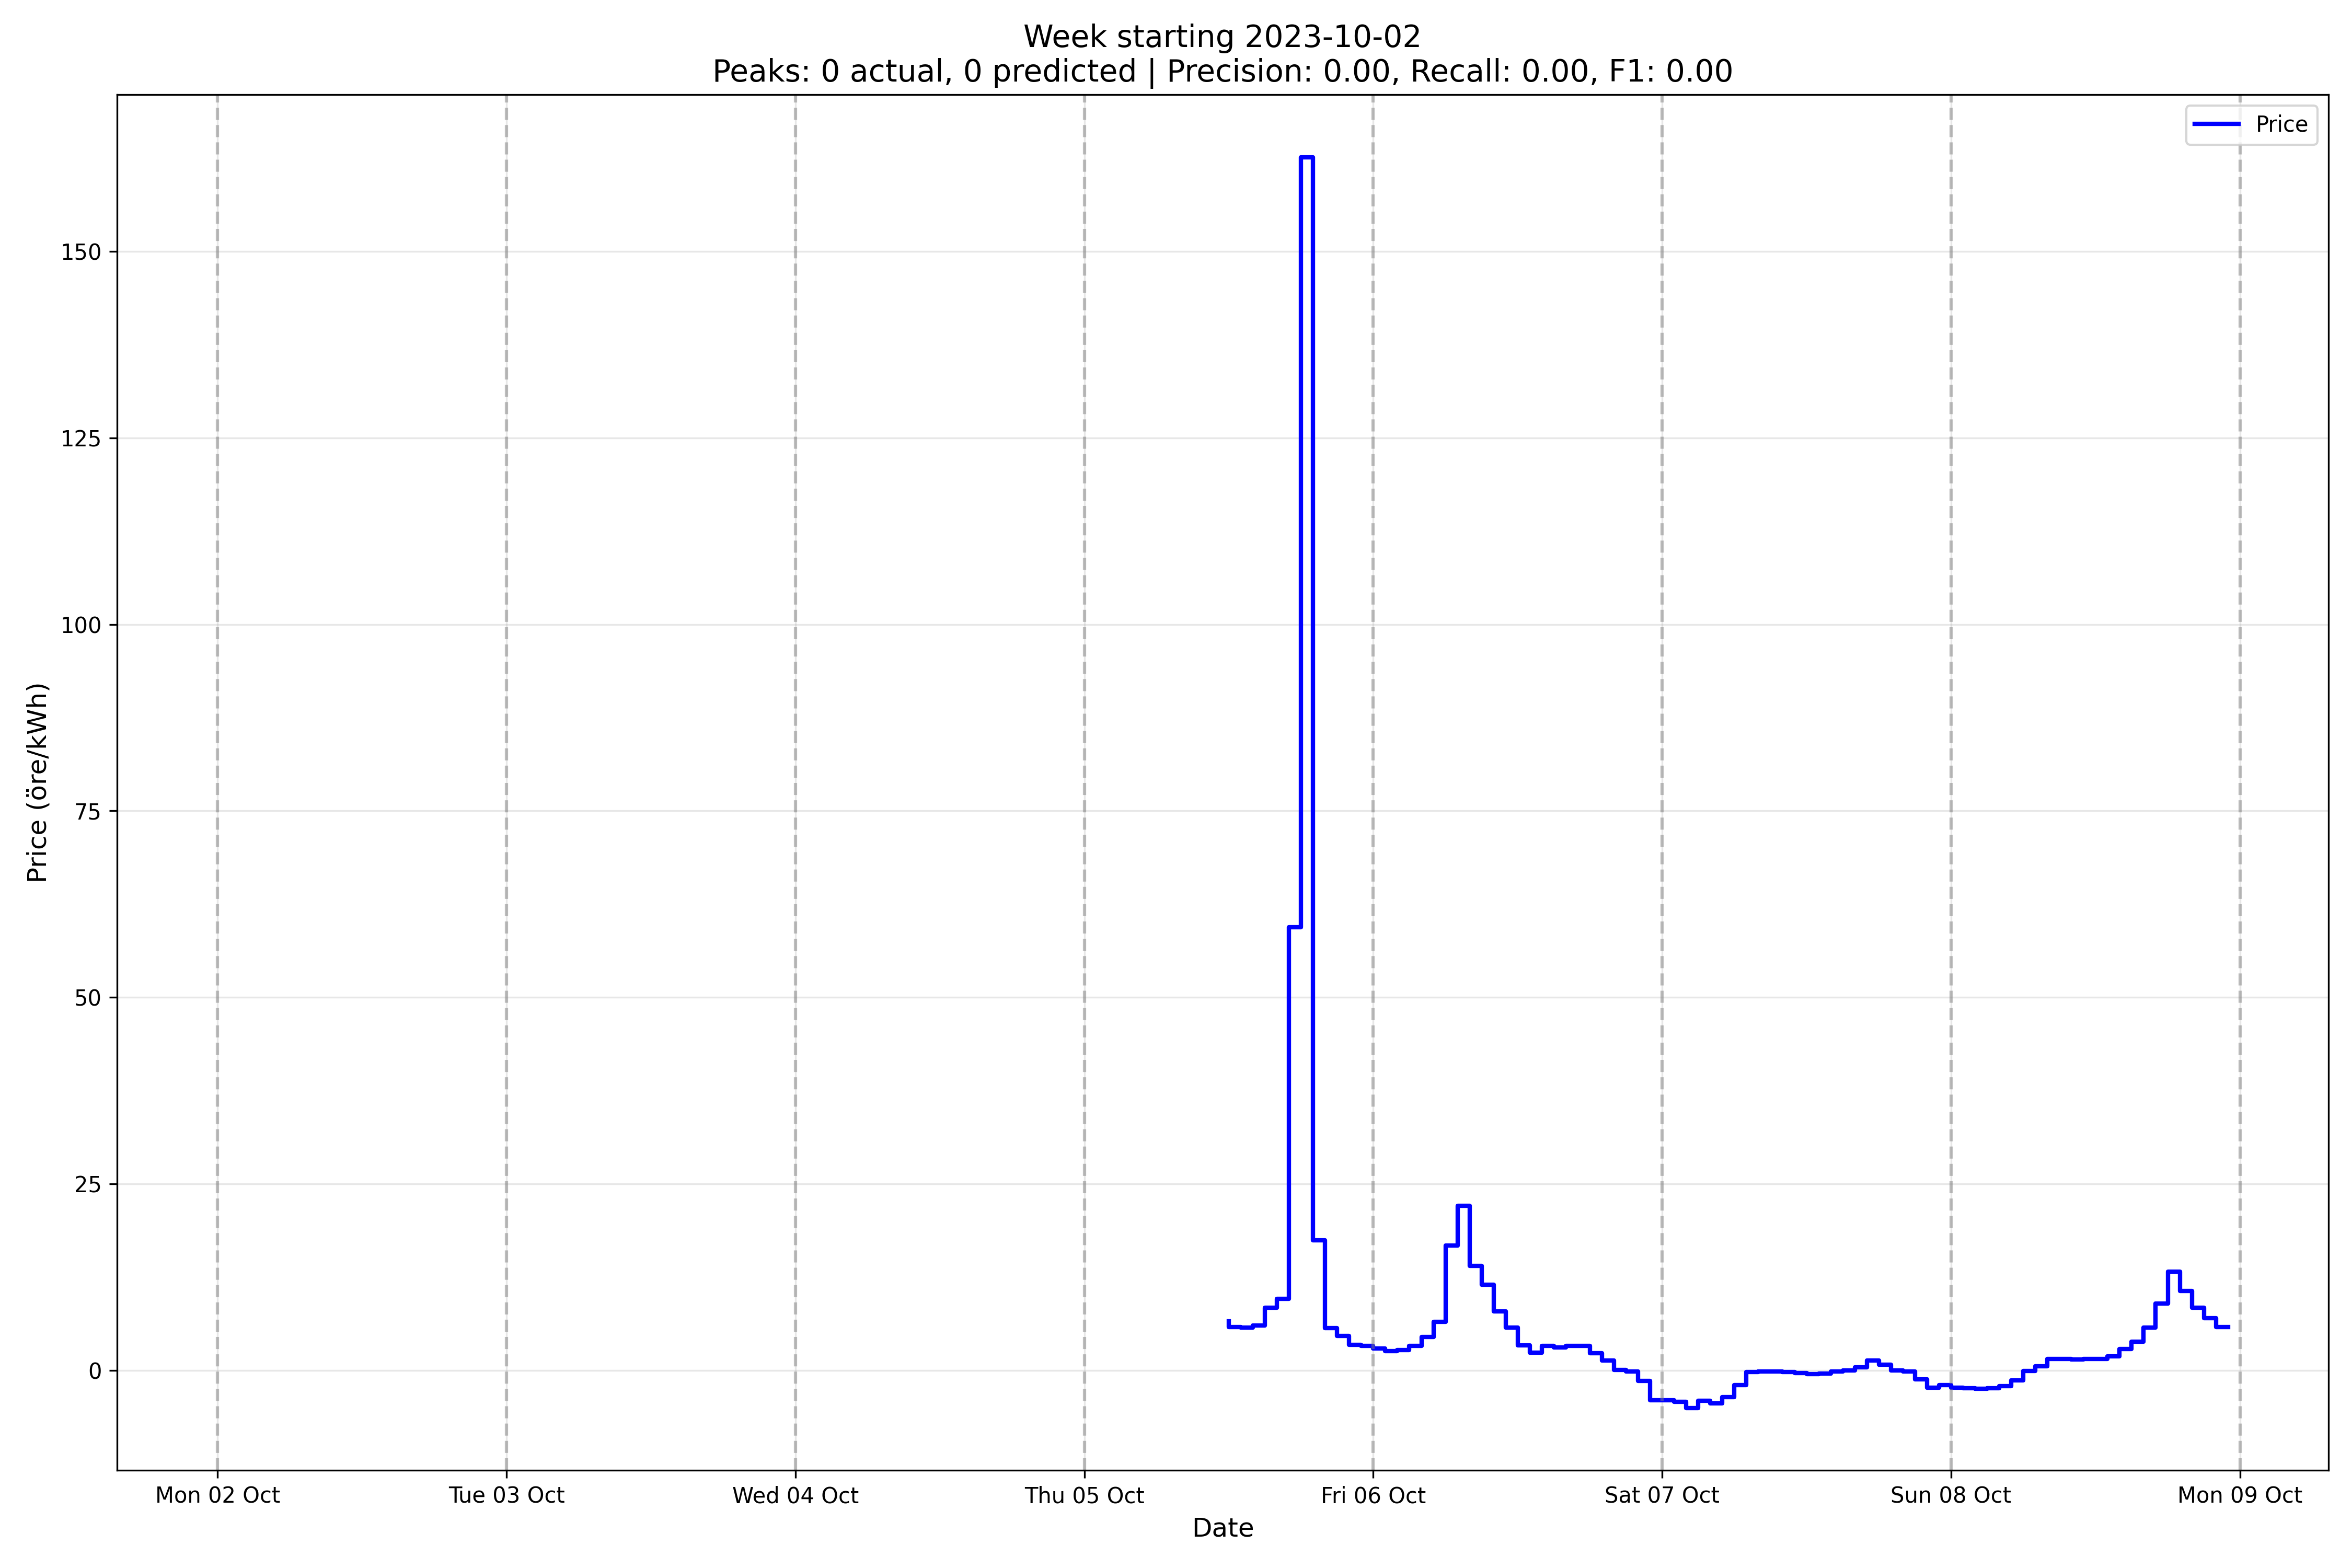 Week starting 2023-10-02
Peaks: 0 actual, 0 predicted | Precision: 0.00, Recall: 0.00, F1: 0.00
Price
Price (öre/kWh)
150
125
100
75
50
25
0
Mon 02 Oct
Tue 03 Oct
Wed 04 Oct
Thu 05 Oct
Fri 06 Oct
Sat 07 Oct
Sun 08 Oct
Mon 09 Oct
Date